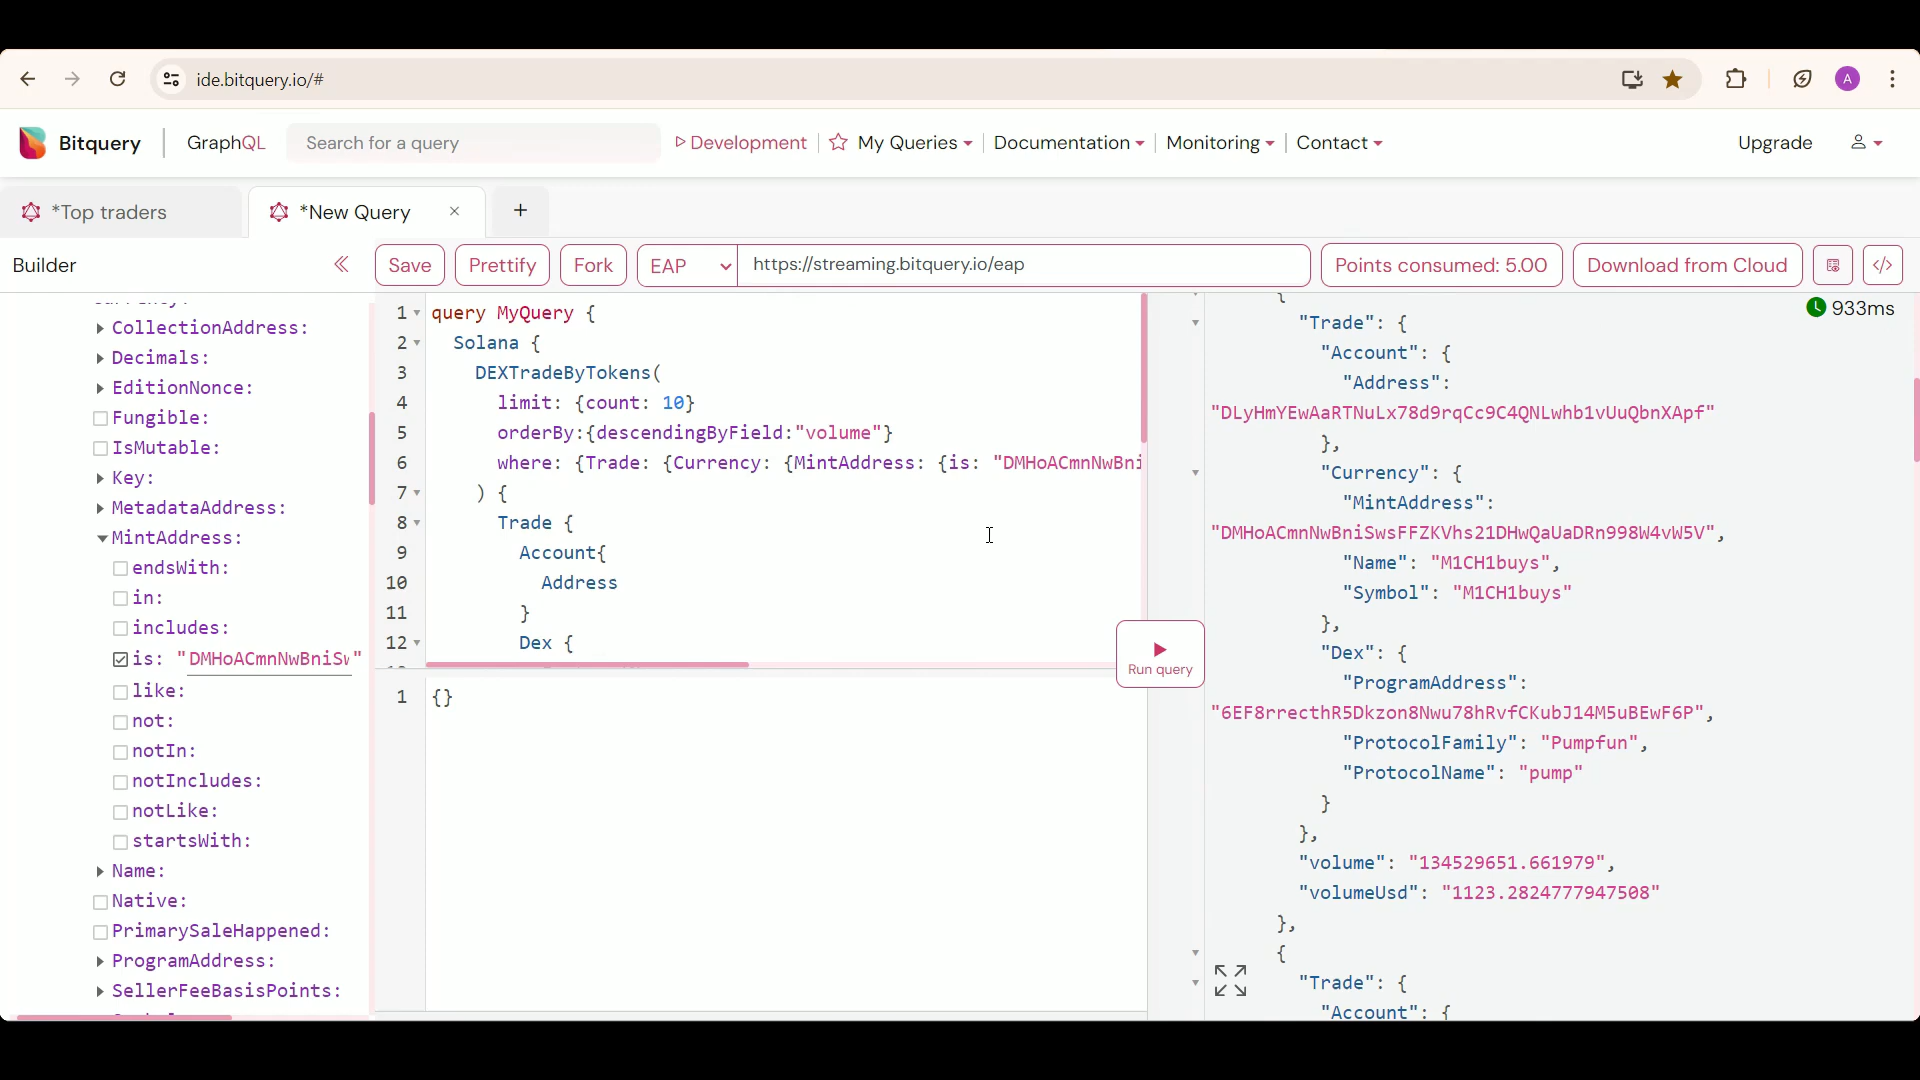 ide.bitquery.io/#
A
Bitquery
GraphQL
Search for a query
Development
My Queries
Documentation
Monitoring
Contact
Upgrade
*Top traders
*New Query
×
+
Builder
Save
Prettify
Fork
EAP
https://streaming.bitquery.io/eap
Points consumed: 5.00
Download from Cloud
</>
CollectionAddress:
Decimals:
EditionNonce:
Fungible:
IsMutable:
Key:
MetadataAddress:
MintAddress:
endsWith:
in:
includes:
is: "DMHoACmnNwBniSw"
like:
not:
notIn:
notIncludes:
notLike:
startsWith:
Name:
Native:
PrimarySaleHappened:
ProgramAddress:
SellerFeeBasisPoints:
1 query MyQuery {
2 Solana {
3 DEXTradeByTokens(
4 limit: {count: 10}
5 orderBy:{descendingByField:"volume"}
6 where: {Trade: {Currency: {MintAddress: {is: "DMHoACmnNwBni
7 ) {
8 Trade {
9 Account{
10 Address
11 }
12 Dex {
1 {}
Run query
933ms
{
"Trade": {
"Account": {
"Address":
"DLyHmYEwAaRTNuLx78d9rqCc9C4QNLwhb1vUuQbnXApf"
},
"Currency": {
"MintAddress":
"DMHoACmnNwBniSwsFFZKVhs21DHwQaUaDRn998W4vW5V",
"Name": "M1CH1buys",
"Symbol": "M1CH1buys"
},
"Dex": {
"ProgramAddress":
"6EF8rrecthR5Dkzon8Nwu78hRvfCKubJ14M5uBEwF6P",
"ProtocolFamily": "Pumpfun",
"ProtocolName": "pump"
}
},
"volume": "134529651.661979",
"volumeUsd": "1123.2824777947508"
},
{
"Trade": {
"Account": {